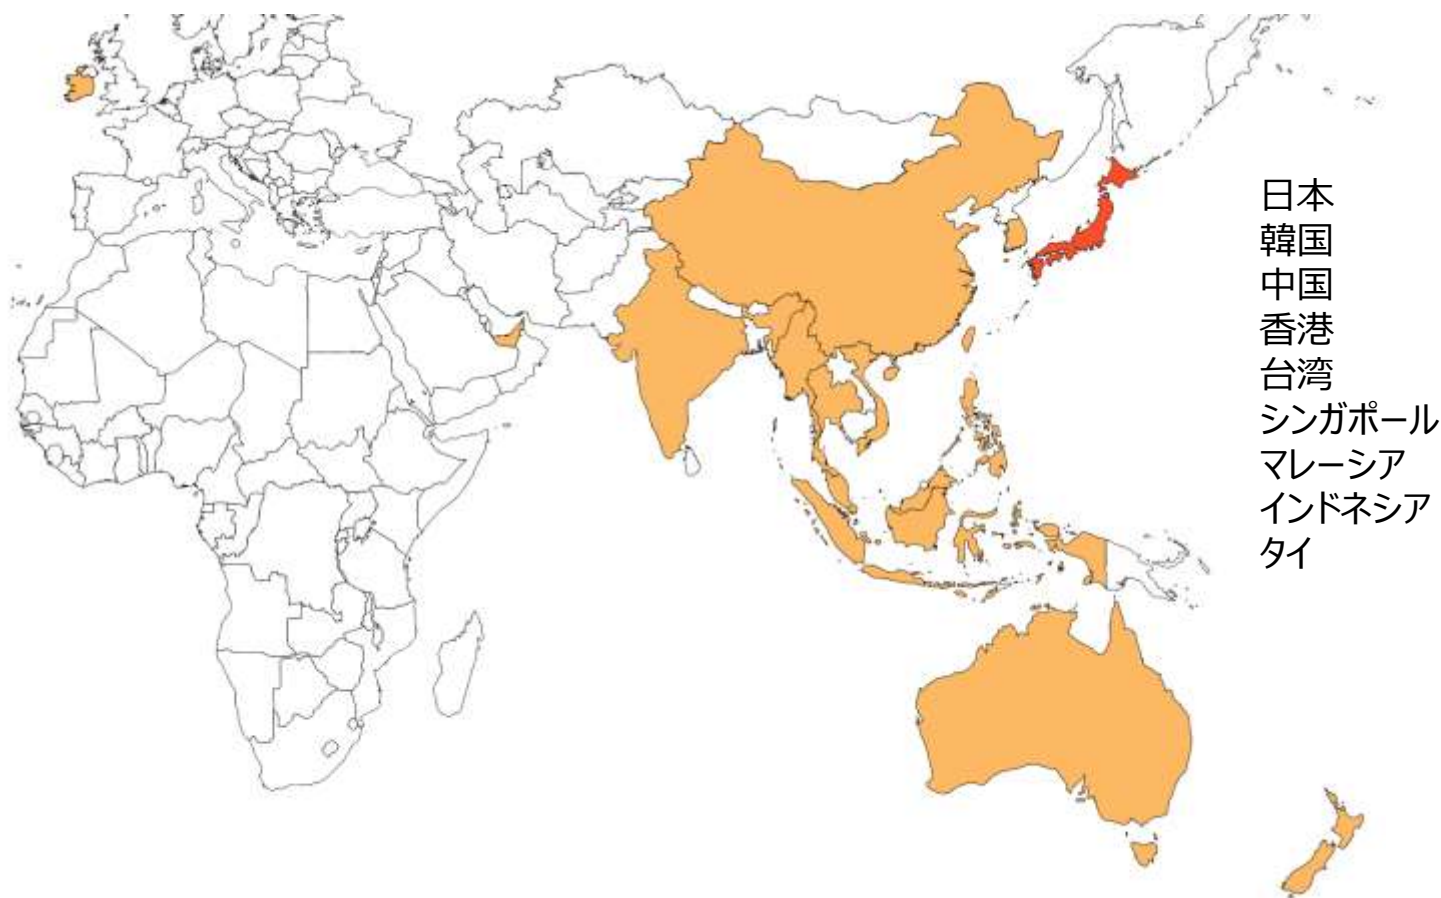 日本
韓国
中国
香港
台湾
シンガポール
マレーシア
インドネシア
タイ